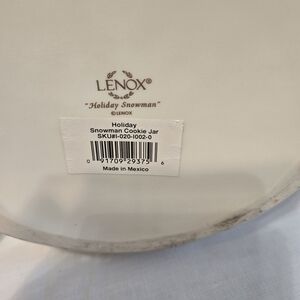 LENOX®
"Holiday Snowman"
©LENOX
Holiday
Snowman Cookie Jar
SKU#I-020-I002-0
0 91709 29375 6
Made in Mexico